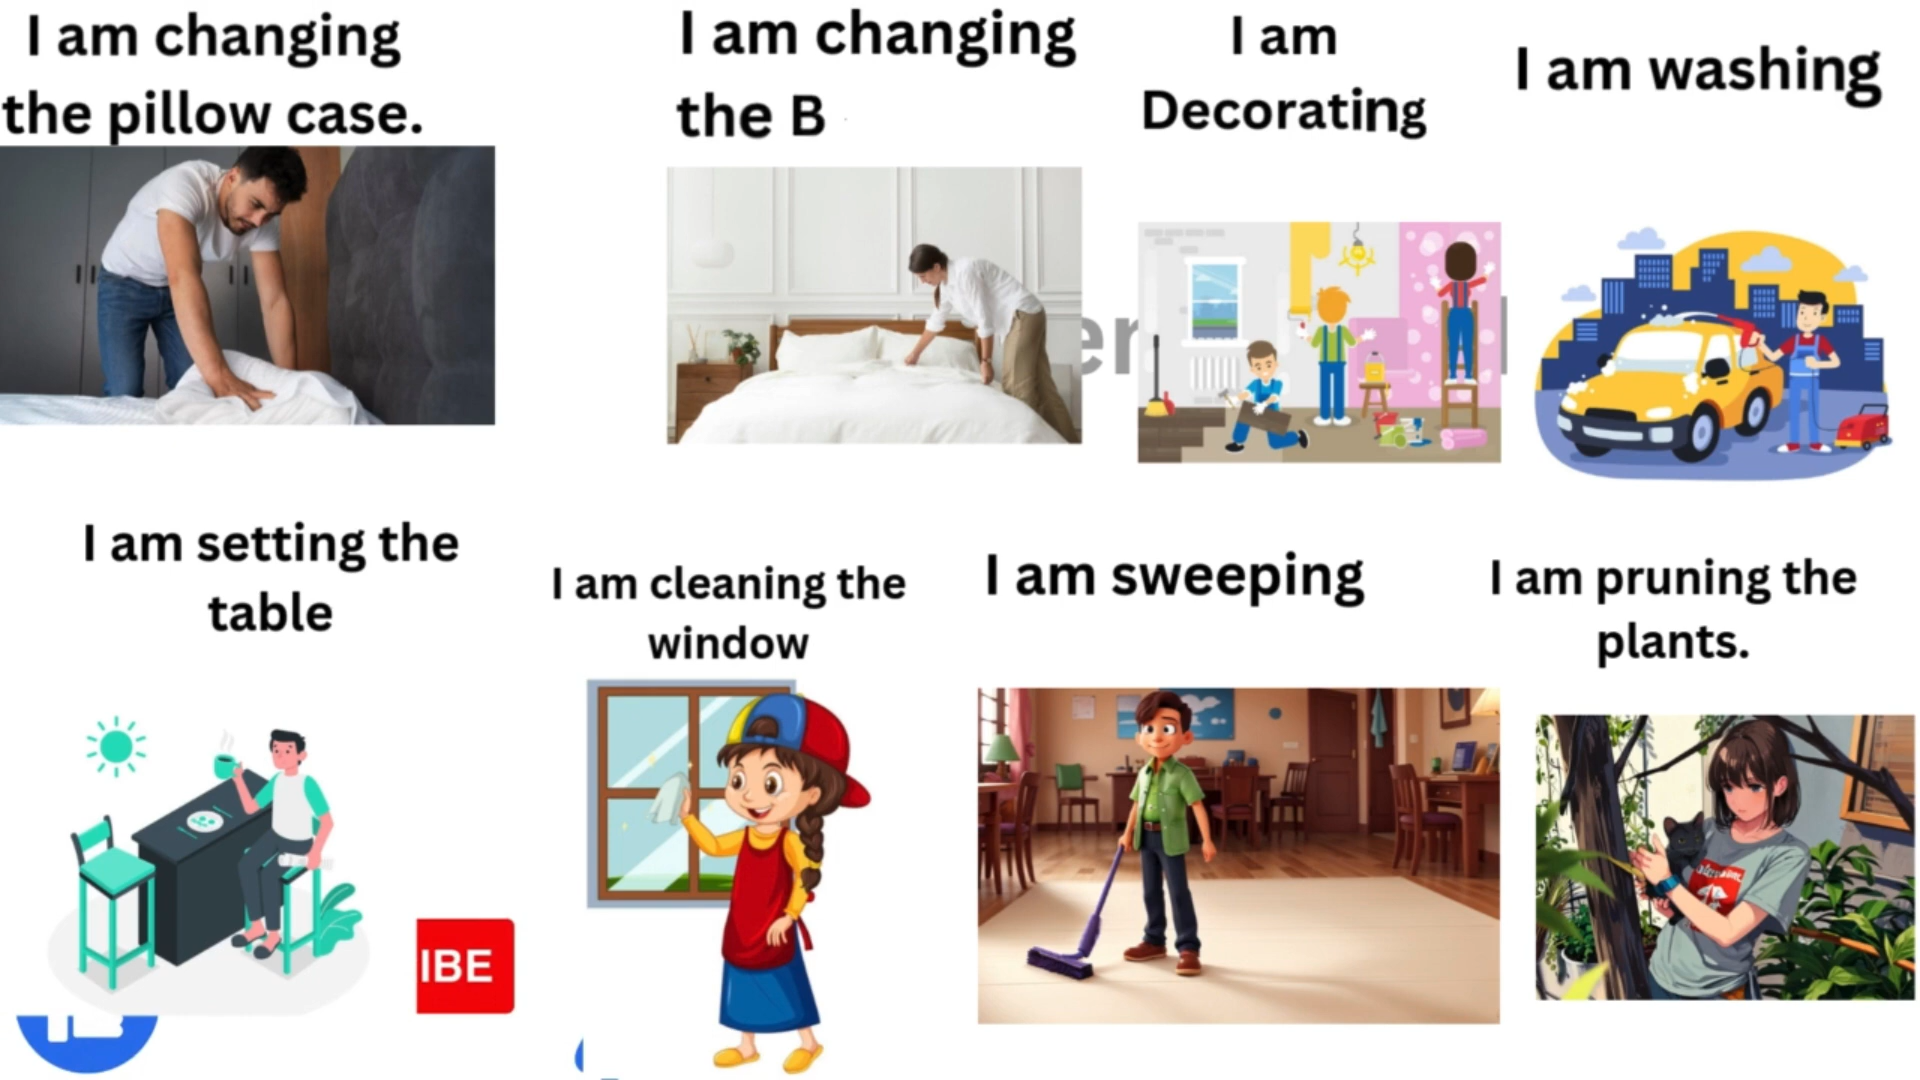 I am changing
the pillow case.
I am changing
the B
I am
Decorating
I am washing
I am setting the
table
I am cleaning the
window
I am sweeping
I am pruning the
plants.
IBE